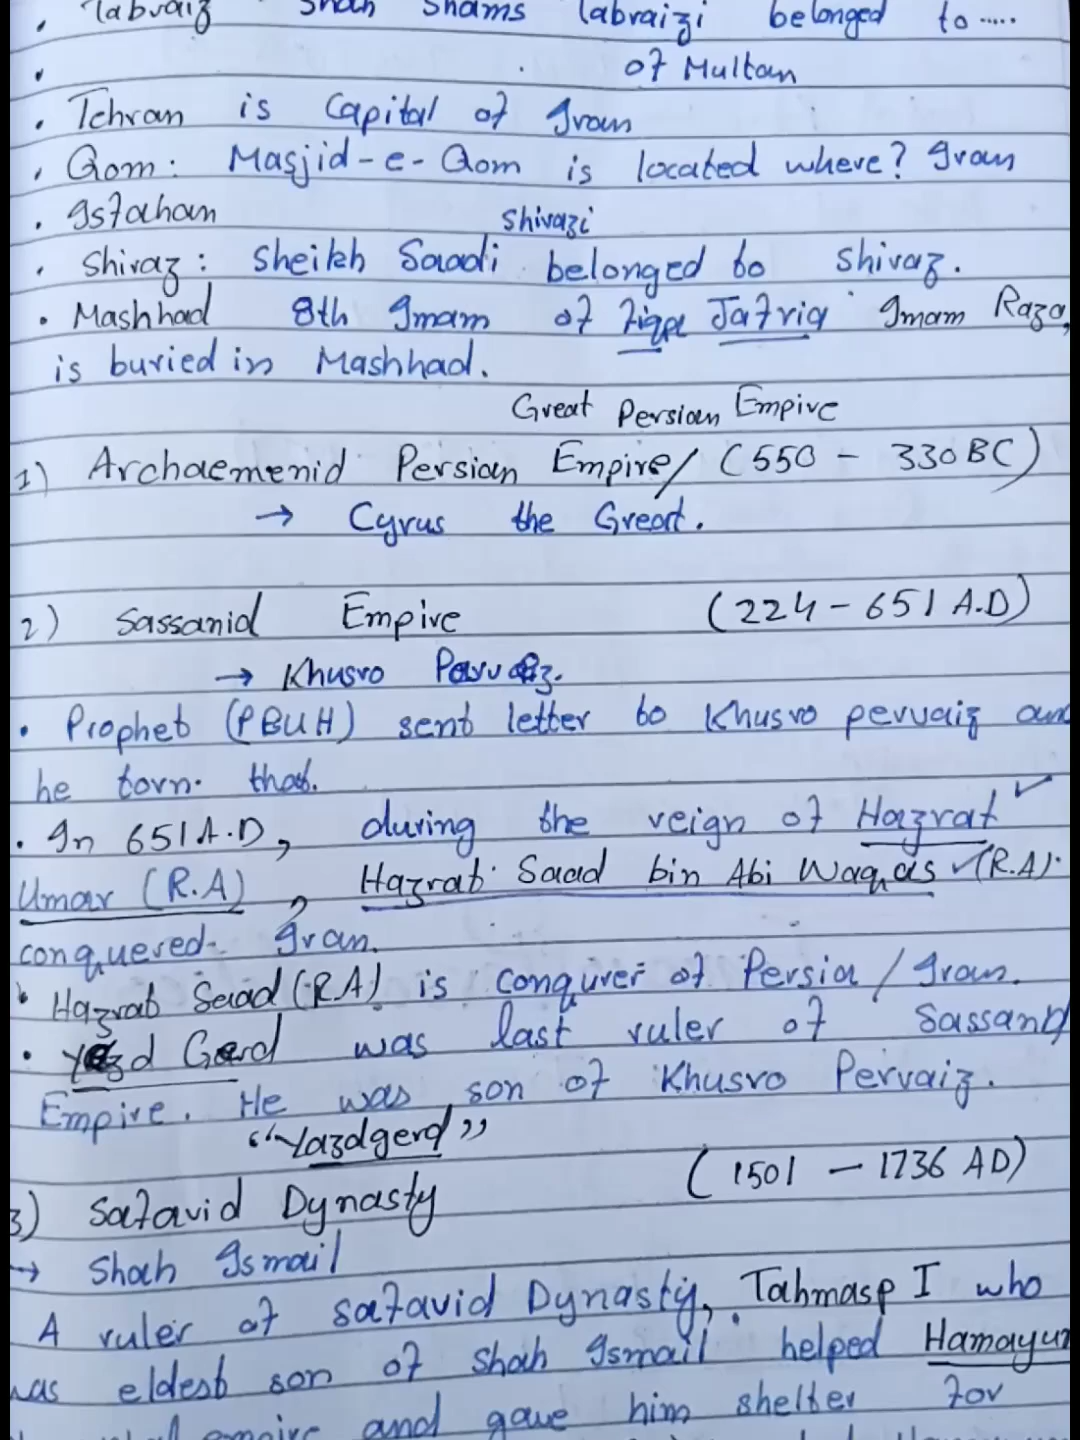 . Tabraiz Shah Shams Tabraizi belonged to .....
of Multan
. Tehran is Capital of Iran
. Qom : Masjid-e-Qom is located where? Iran
. Isfahan
Shirazi
. Shiraz : Sheikh Saadi belonged to Shiraz.
. Mashhad 8th Imam of Fiqa Jafria Imam Raza,
is buried in Mashhad.
Great Persian Empire
1) Archaemenid Persian Empire/ (550 - 330BC)
→ Cyrus the Great.
2) Sassanid Empire (224-651 A.D)
→ Khusro Parvaiz.
. Prophet (PBUH) sent letter to Khusro pervaiz and
he torn. that.
. In 651 A.D, during the reign of Hazrat ✓
Umar (R.A) , Hazrat Saad bin Abi Waqas ✓(R.A).
conquered Iran.
. Hazrat Saad (R.A) is conqurer of Persia / Iran.
. Yazd Gerd was last ruler of Sassanid
Empire. He was son of Khusro Pervaiz.
"Yazdgerd"
3) Safavid Dynasty (1501 - 1736 AD)
→ Shah Ismail
A ruler of safavid Dynasty, Tahmasp I who
was eldest son of Shah Ismail helped Hamayun
empire and gave him shelter for